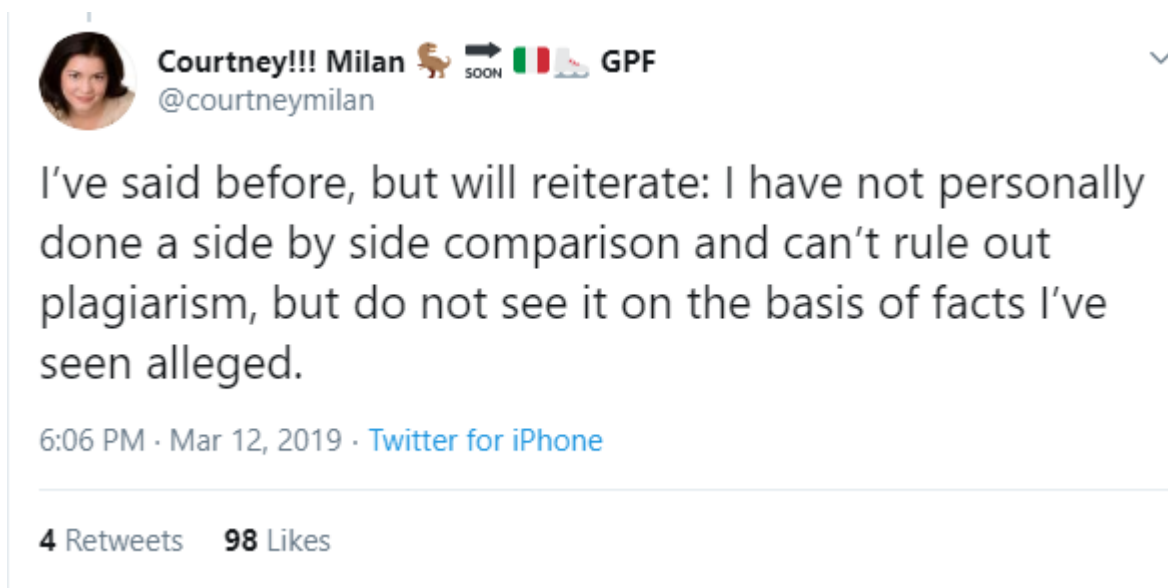 Courtney!!! Milan 🦖 🔜 🇮🇹 ⛸ GPF
@courtneymilan
I've said before, but will reiterate: I have not personally
done a side by side comparison and can't rule out
plagiarism, but do not see it on the basis of facts I've
seen alleged.
6:06 PM · Mar 12, 2019 · Twitter for iPhone
4 Retweets 98 Likes